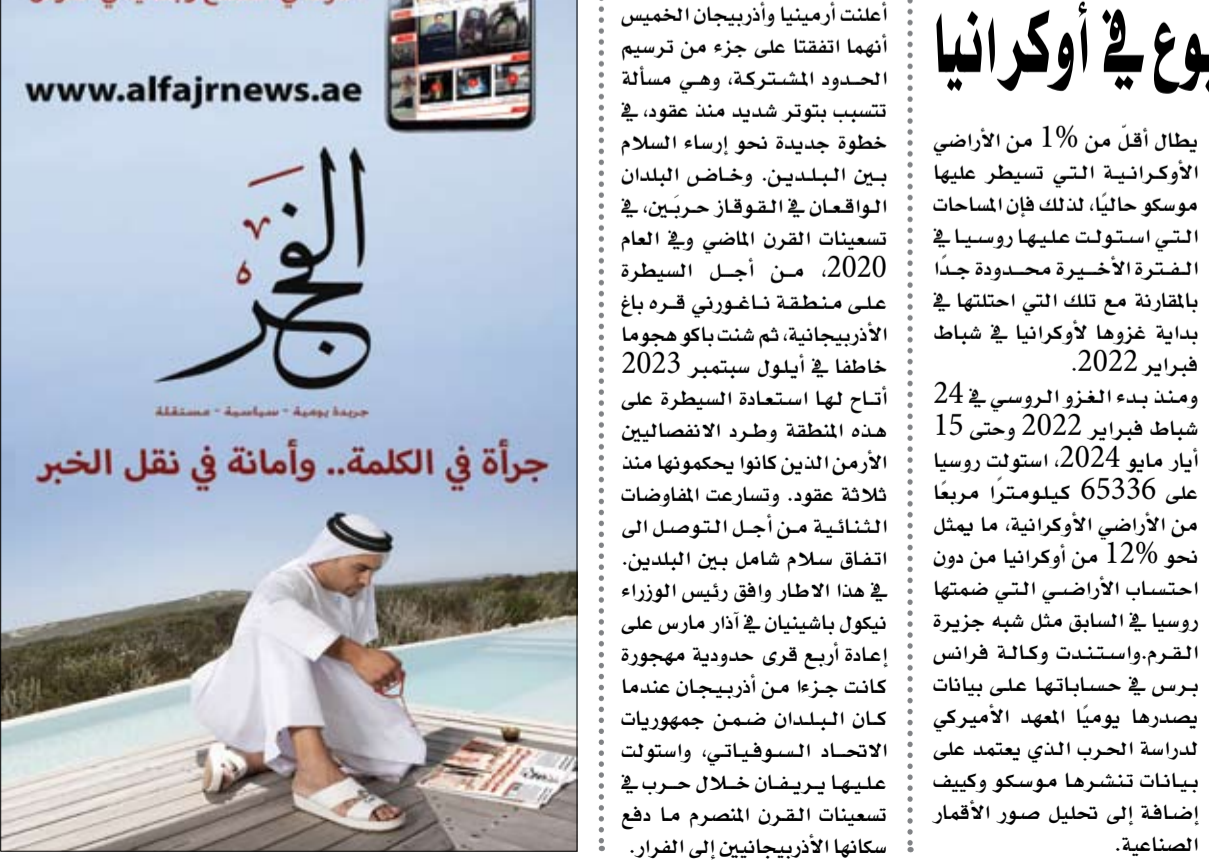 بوع في أوكرانيا
يطال أقلّ من 1% من الأراضي
الأوكرانية التي تسيطر عليها
موسكو حاليًا، لذلك فإن المساحات
التي استولت عليها روسيا في
الفترة الأخيرة محدودة جدًا
بالمقارنة مع تلك التي احتلتها في
بداية غزوها لأوكرانيا في شباط
فبراير 2022.
ومنذ بدء الغزو الروسي في 24
شباط فبراير 2022 وحتى 15
أيار مايو 2024، استولت روسيا
على 65336 كيلومترًا مربعًا
من الأراضي الأوكرانية، ما يمثل
نحو 12% من أوكرانيا من دون
احتساب الأراضي التي ضمتها
روسيا في السابق مثل شبه جزيرة
القرم.واستندت وكالة فرانس
برس في حساباتها على بيانات
يصدرها يوميًا المعهد الأميركي
لدراسة الحرب الذي يعتمد على
بيانات تنشرها موسكو وكييف
إضافة إلى تحليل صور الأقمار
الصناعية.
أعلنت أرمينيا وأذربيجان الخميس
أنهما اتفقتا على جزء من ترسيم
الحدود المشتركة، وهي مسألة
تتسبب بتوتر شديد منذ عقود، في
خطوة جديدة نحو إرساء السلام
بين البلدين. وخاض البلدان
الواقعان في القوقاز حربَين، في
تسعينات القرن الماضي وفي العام
2020، من أجل السيطرة
على منطقة ناغورني قره باغ
الأذربيجانية، ثم شنت باكو هجوما
خاطفا في أيلول سبتمبر 2023
أتاح لها استعادة السيطرة على
هذه المنطقة وطرد الانفصاليين
الأرمن الذين كانوا يحكمونها منذ
ثلاثة عقود. وتسارعت المفاوضات
الثنائية من أجل التوصل الى
اتفاق سلام شامل بين البلدين.
في هذا الاطار وافق رئيس الوزراء
نيكول باشينيان في آذار مارس على
إعادة أربع قرى حدودية مهجورة
كانت جزءا من أذربيجان عندما
كان البلدان ضمن جمهوريات
الاتحاد السوفياتي، واستولت
عليها يريفان خلال حرب في
تسعينات القرن المنصرم ما دفع
سكانها الأذربيجانيين إلى الفرار.
www.alfajrnews.ae
الفجر
جريدة يومية - سياسية - مستقلة
جرأة في الكلمة.. وأمانة في نقل الخبر